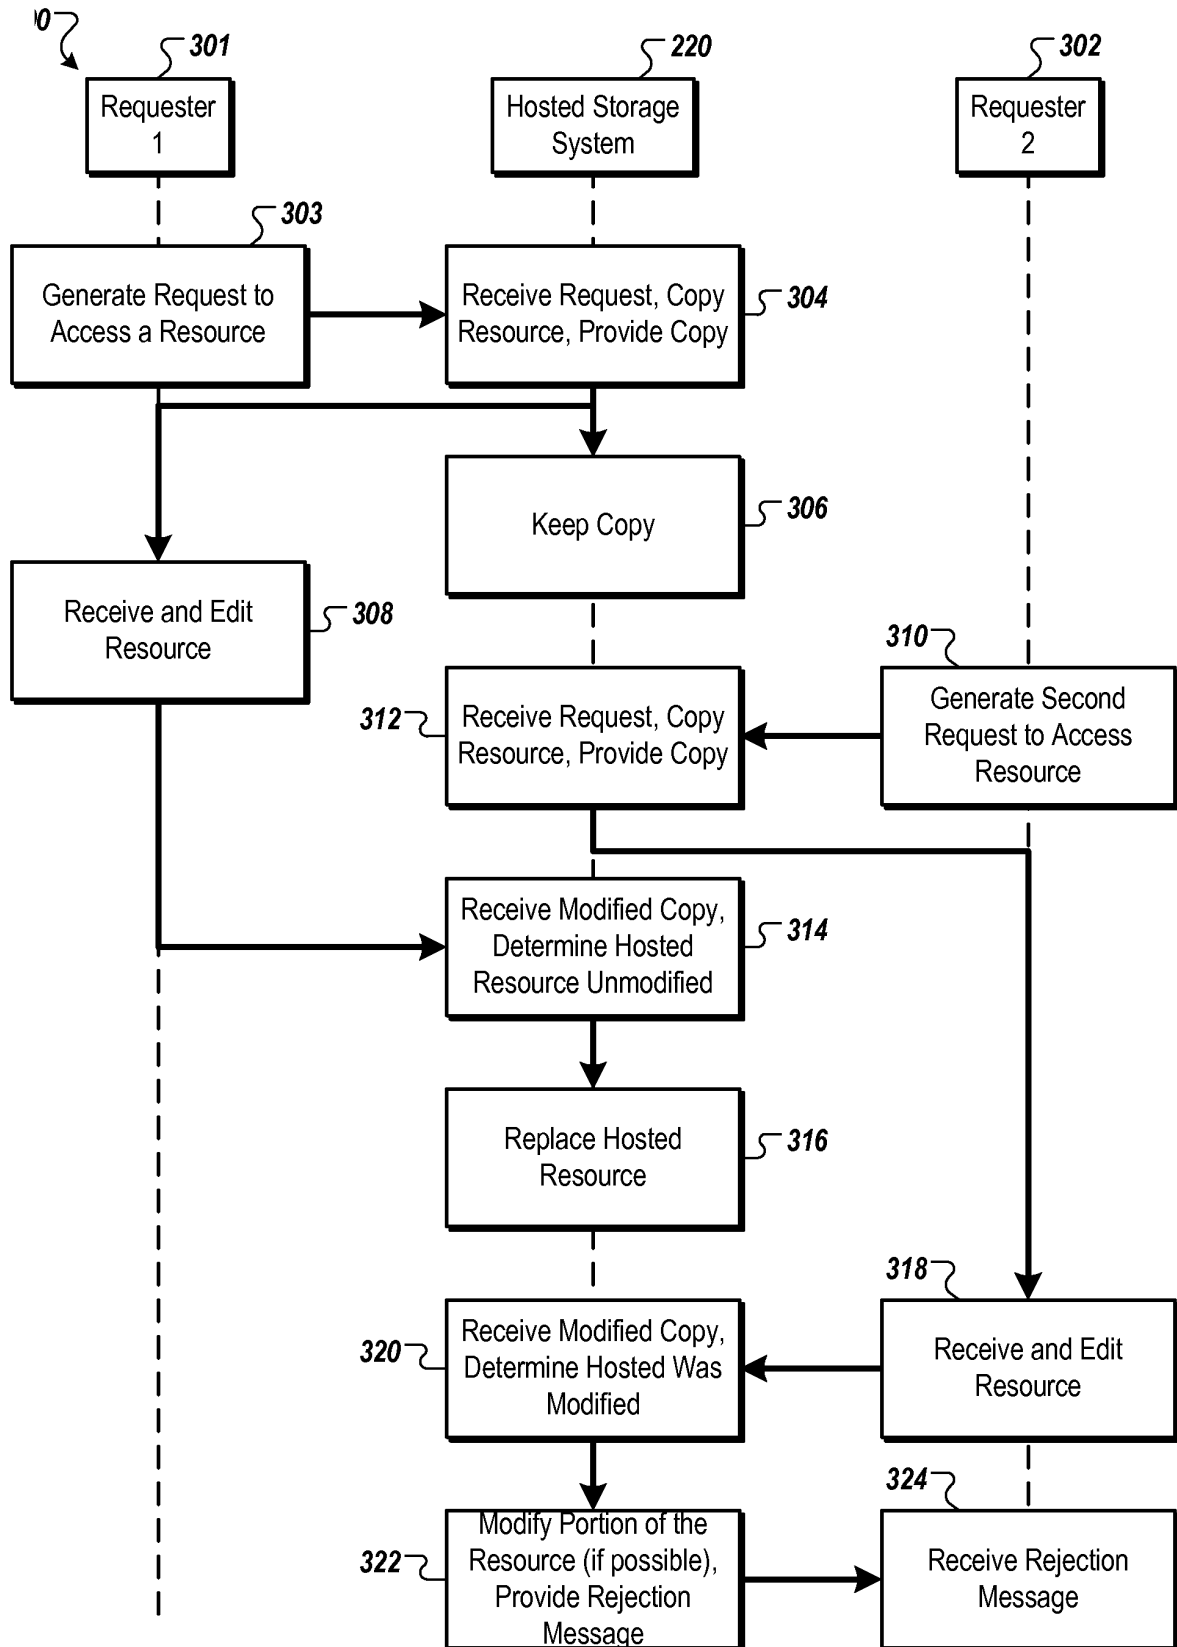 301
220
302
Requester
1
Hosted Storage
System
Requester
2
303
Generate Request to
Access a Resource
Receive Request, Copy
Resource, Provide Copy
304
Keep Copy
306
Receive and Edit
Resource
308
310
312
Receive Request, Copy
Resource, Provide Copy
Generate Second
Request to Access
Resource
Receive Modified Copy,
Determine Hosted
Resource Unmodified
314
Replace Hosted
Resource
316
318
320
Receive Modified Copy,
Determine Hosted Was
Modified
Receive and Edit
Resource
324
322
Modify Portion of the
Resource (if possible),
Provide Rejection
Message
Receive Rejection
Message